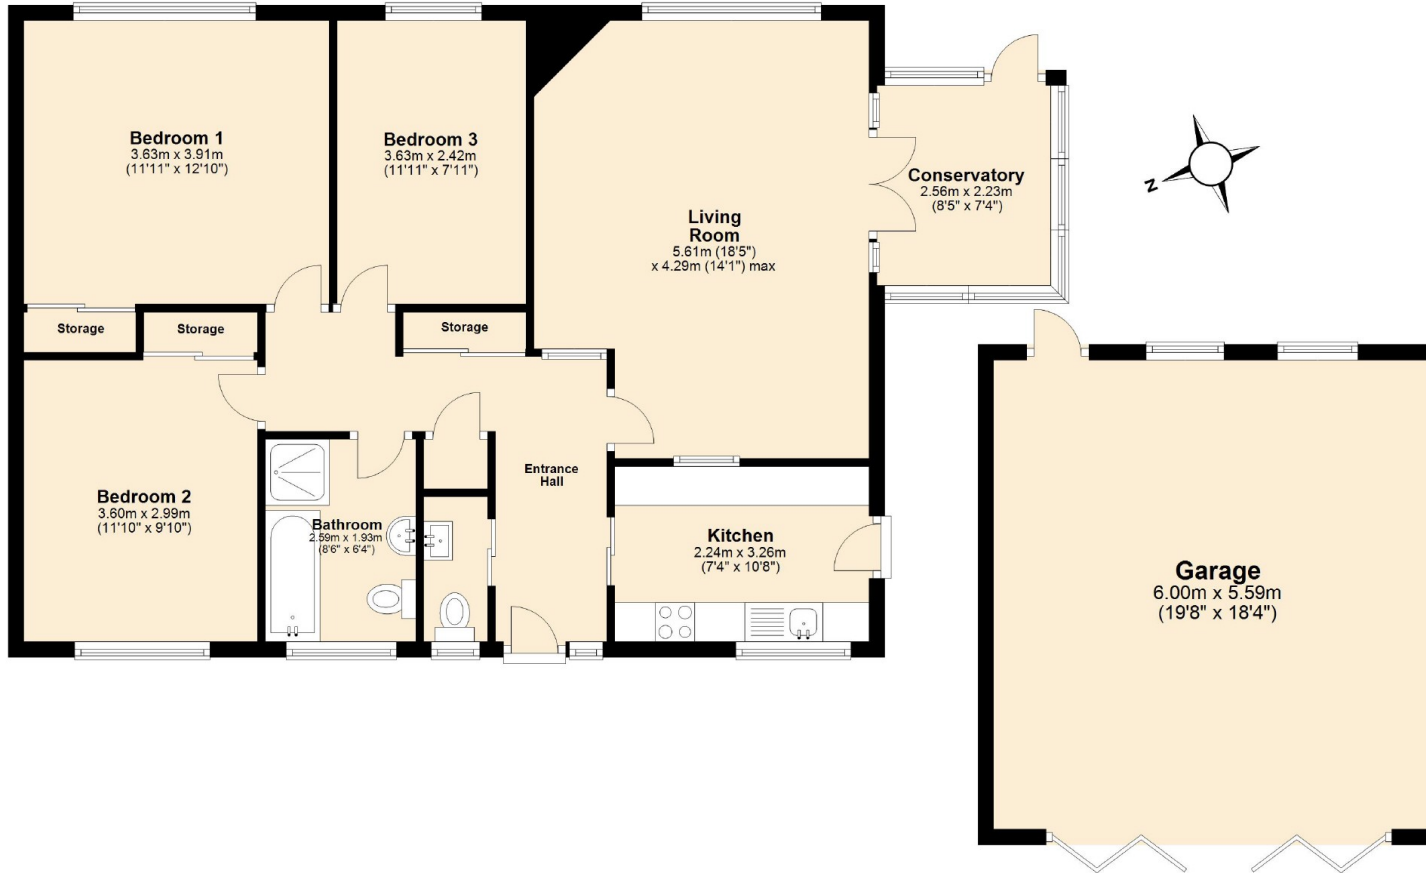 Bedroom 1
3.63m x 3.91m
(11'11" x 12'10")
Bedroom 3
3.63m x 2.42m
(11'11" x 7'11")
Living
Room
5.61m (18'5")
x 4.29m (14'1") max
Conservatory
2.56m x 2.23m
(8'5" x 7'4")
N
Storage
Storage
Storage
Bedroom 2
3.60m x 2.99m
(11'10" x 9'10")
Bathroom
2.59m x 1.93m
(8'6" x 6'4")
Entrance
Hall
Kitchen
2.24m x 3.26m
(7'4" x 10'8")
Garage
6.00m x 5.59m
(19'8" x 18'4")